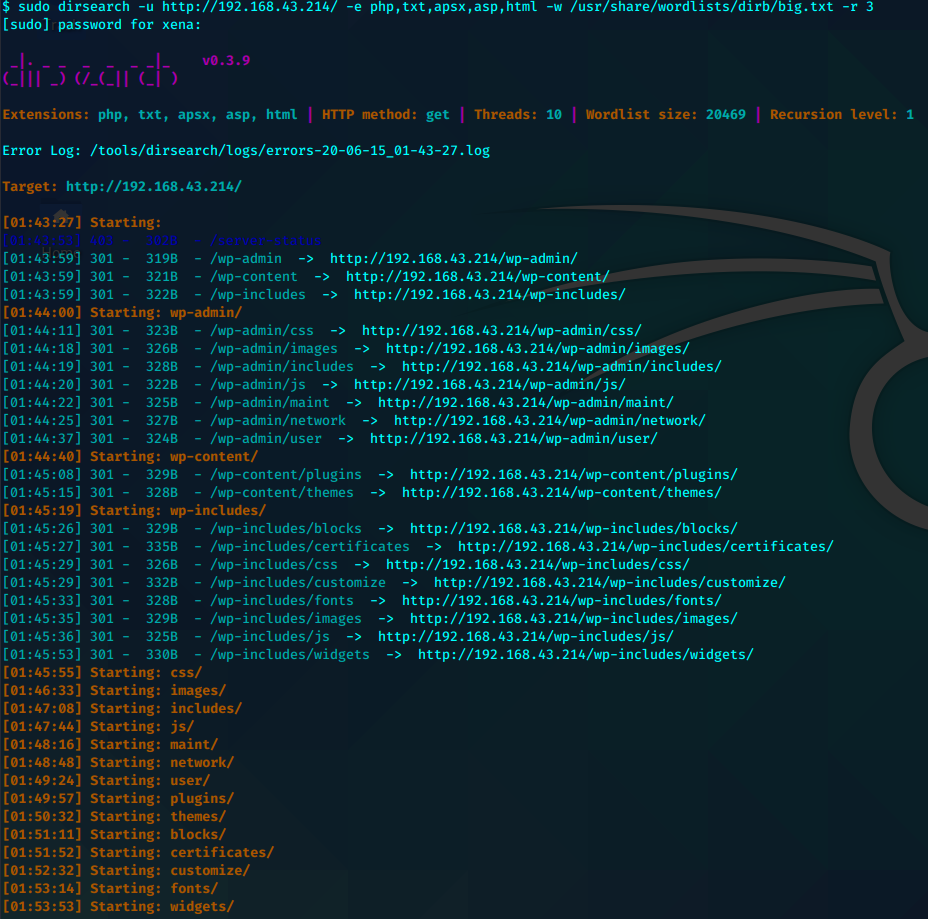 $ sudo dirsearch -u http://192.168.43.214/ -e php,txt,apsx,asp,html -w /usr/share/wordlists/dirb/big.txt -r 3
[sudo] password for xena:
 _|. _ _  _  _  _ _|_    v0.3.9
(_||| _) (/_(_|| (_| )
Extensions: php, txt, apsx, asp, html | HTTP method: get | Threads: 10 | Wordlist size: 20469 | Recursion level: 1
Error Log: /tools/dirsearch/logs/errors-20-06-15_01-43-27.log
Target: http://192.168.43.214/
[01:43:27] Starting:
[01:43:53] 403 -  302B  - /server-status
[01:43:59] 301 -  319B  - /wp-admin  ->  http://192.168.43.214/wp-admin/
[01:43:59] 301 -  321B  - /wp-content  ->  http://192.168.43.214/wp-content/
[01:43:59] 301 -  322B  - /wp-includes  ->  http://192.168.43.214/wp-includes/
[01:44:00] Starting: wp-admin/
[01:44:11] 301 -  323B  - /wp-admin/css  ->  http://192.168.43.214/wp-admin/css/
[01:44:18] 301 -  326B  - /wp-admin/images  ->  http://192.168.43.214/wp-admin/images/
[01:44:19] 301 -  328B  - /wp-admin/includes  ->  http://192.168.43.214/wp-admin/includes/
[01:44:20] 301 -  322B  - /wp-admin/js  ->  http://192.168.43.214/wp-admin/js/
[01:44:22] 301 -  325B  - /wp-admin/maint  ->  http://192.168.43.214/wp-admin/maint/
[01:44:25] 301 -  327B  - /wp-admin/network  ->  http://192.168.43.214/wp-admin/network/
[01:44:37] 301 -  324B  - /wp-admin/user  ->  http://192.168.43.214/wp-admin/user/
[01:44:40] Starting: wp-content/
[01:45:08] 301 -  329B  - /wp-content/plugins  ->  http://192.168.43.214/wp-content/plugins/
[01:45:15] 301 -  328B  - /wp-content/themes  ->  http://192.168.43.214/wp-content/themes/
[01:45:19] Starting: wp-includes/
[01:45:26] 301 -  329B  - /wp-includes/blocks  ->  http://192.168.43.214/wp-includes/blocks/
[01:45:27] 301 -  335B  - /wp-includes/certificates  ->  http://192.168.43.214/wp-includes/certificates/
[01:45:29] 301 -  326B  - /wp-includes/css  ->  http://192.168.43.214/wp-includes/css/
[01:45:29] 301 -  332B  - /wp-includes/customize  ->  http://192.168.43.214/wp-includes/customize/
[01:45:33] 301 -  328B  - /wp-includes/fonts  ->  http://192.168.43.214/wp-includes/fonts/
[01:45:35] 301 -  329B  - /wp-includes/images  ->  http://192.168.43.214/wp-includes/images/
[01:45:36] 301 -  325B  - /wp-includes/js  ->  http://192.168.43.214/wp-includes/js/
[01:45:53] 301 -  330B  - /wp-includes/widgets  ->  http://192.168.43.214/wp-includes/widgets/
[01:45:55] Starting: css/
[01:46:33] Starting: images/
[01:47:08] Starting: includes/
[01:47:44] Starting: js/
[01:48:16] Starting: maint/
[01:48:48] Starting: network/
[01:49:24] Starting: user/
[01:49:57] Starting: plugins/
[01:50:32] Starting: themes/
[01:51:11] Starting: blocks/
[01:51:52] Starting: certificates/
[01:52:32] Starting: customize/
[01:53:14] Starting: fonts/
[01:53:53] Starting: widgets/